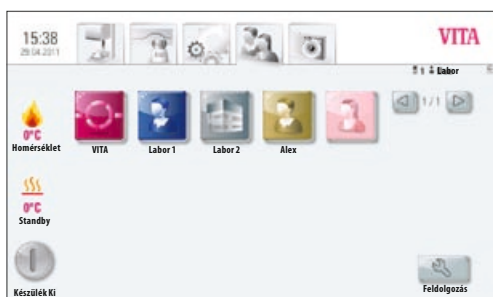 15:38
29.04.2011
VITA
Labor
1/1
0°C
Homérséklet
VITA
Labor 1
Labor 2
Alex
0°C
Standby
Készülék Ki
Feldolgozás